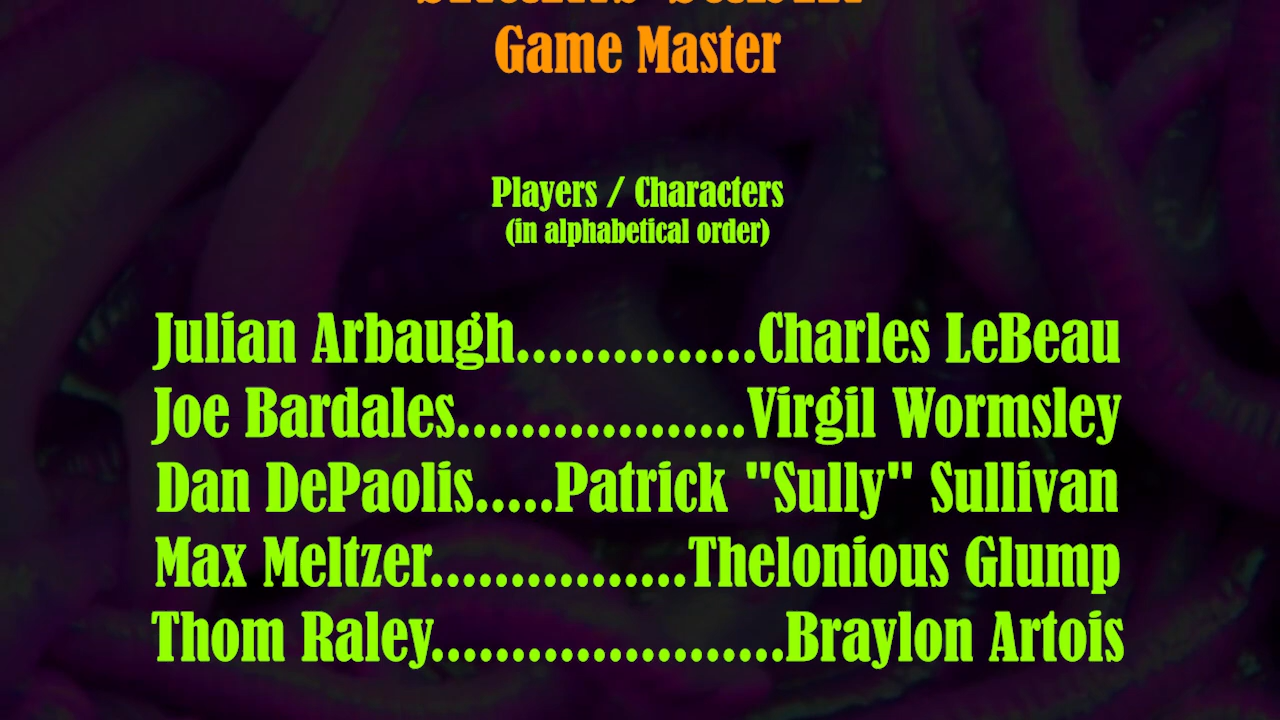 Game Master
Players / Characters
(in alphabetical order)
Julian Arbaugh...............Charles LeBeau
Joe Bardales..................Virgil Wormsley
Dan DePaolis.....Patrick "Sully" Sullivan
Max Meltzer................Thelonious Glump
Thom Raley......................Braylon Artois